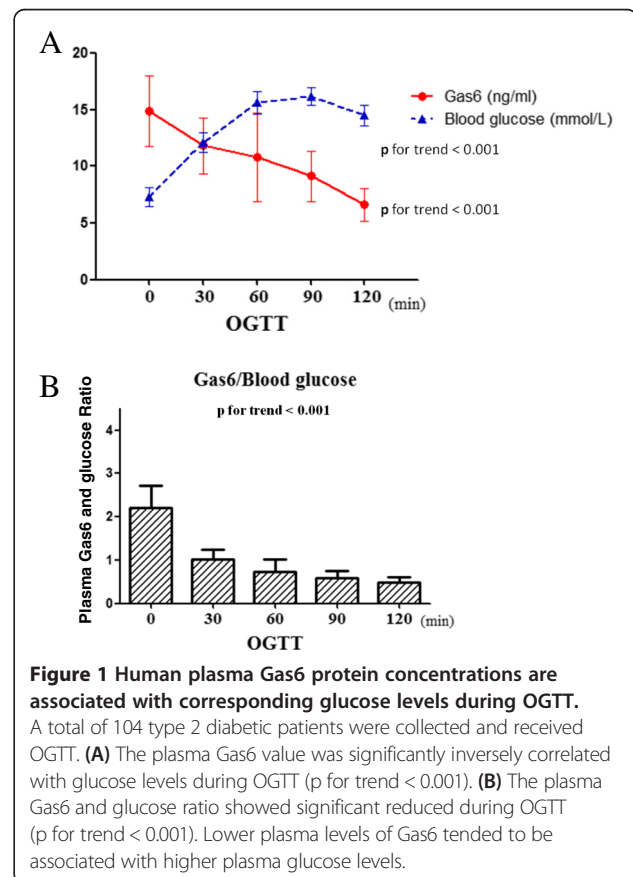 A
20
15
10
5
0
Gas6 (ng/ml)
Blood glucose (mmol/L)
p for trend < 0.001
p for trend < 0.001
0 30 60 90 120 (min)
OGTT
B
Gas6/Blood glucose
p for trend < 0.001
Plasma Gas6 and glucose Ratio
4
3
2
1
0
0 30 60 90 120 (min)
OGTT
Figure 1 Human plasma Gas6 protein concentrations are
associated with corresponding glucose levels during OGTT.
A total of 104 type 2 diabetic patients were collected and received
OGTT. (A) The plasma Gas6 value was significantly inversely correlated
with glucose levels during OGTT (p for trend < 0.001). (B) The plasma
Gas6 and glucose ratio showed significant reduced during OGTT
(p for trend < 0.001). Lower plasma levels of Gas6 tended to be
associated with higher plasma glucose levels.